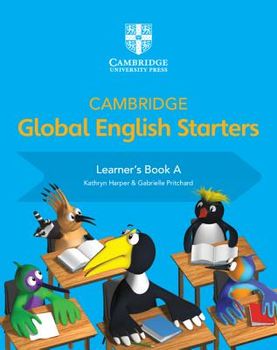 CAMBRIDGE
UNIVERSITY PRESS
CAMBRIDGE
Global English Starters
Learner's Book A
Kathryn Harper & Gabrielle Pritchard